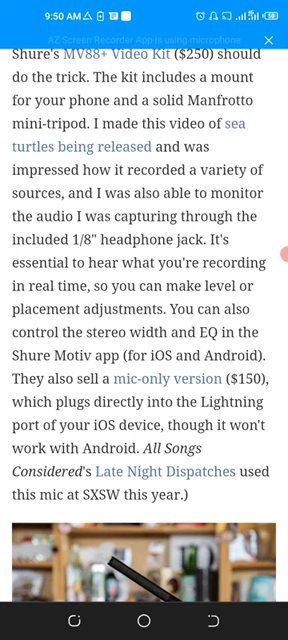 9:50 AM
58
AZ Screen Recorder App is using microphone
Shure's MV88+ Video Kit ($250) should
do the trick. The kit includes a mount
for your phone and a solid Manfrotto
mini-tripod. I made this video of sea
turtles being released and was
impressed how it recorded a variety of
sources, and I was also able to monitor
the audio I was capturing through the
included 1/8" headphone jack. It's
essential to hear what you're recording
in real time, so you can make level or
placement adjustments. You can also
control the stereo width and EQ in the
Shure Motiv app (for iOS and Android).
They also sell a mic-only version ($150),
which plugs directly into the Lightning
port of your iOS device, though it won't
work with Android. All Songs
Considered's Late Night Dispatches used
this mic at SXSW this year.)